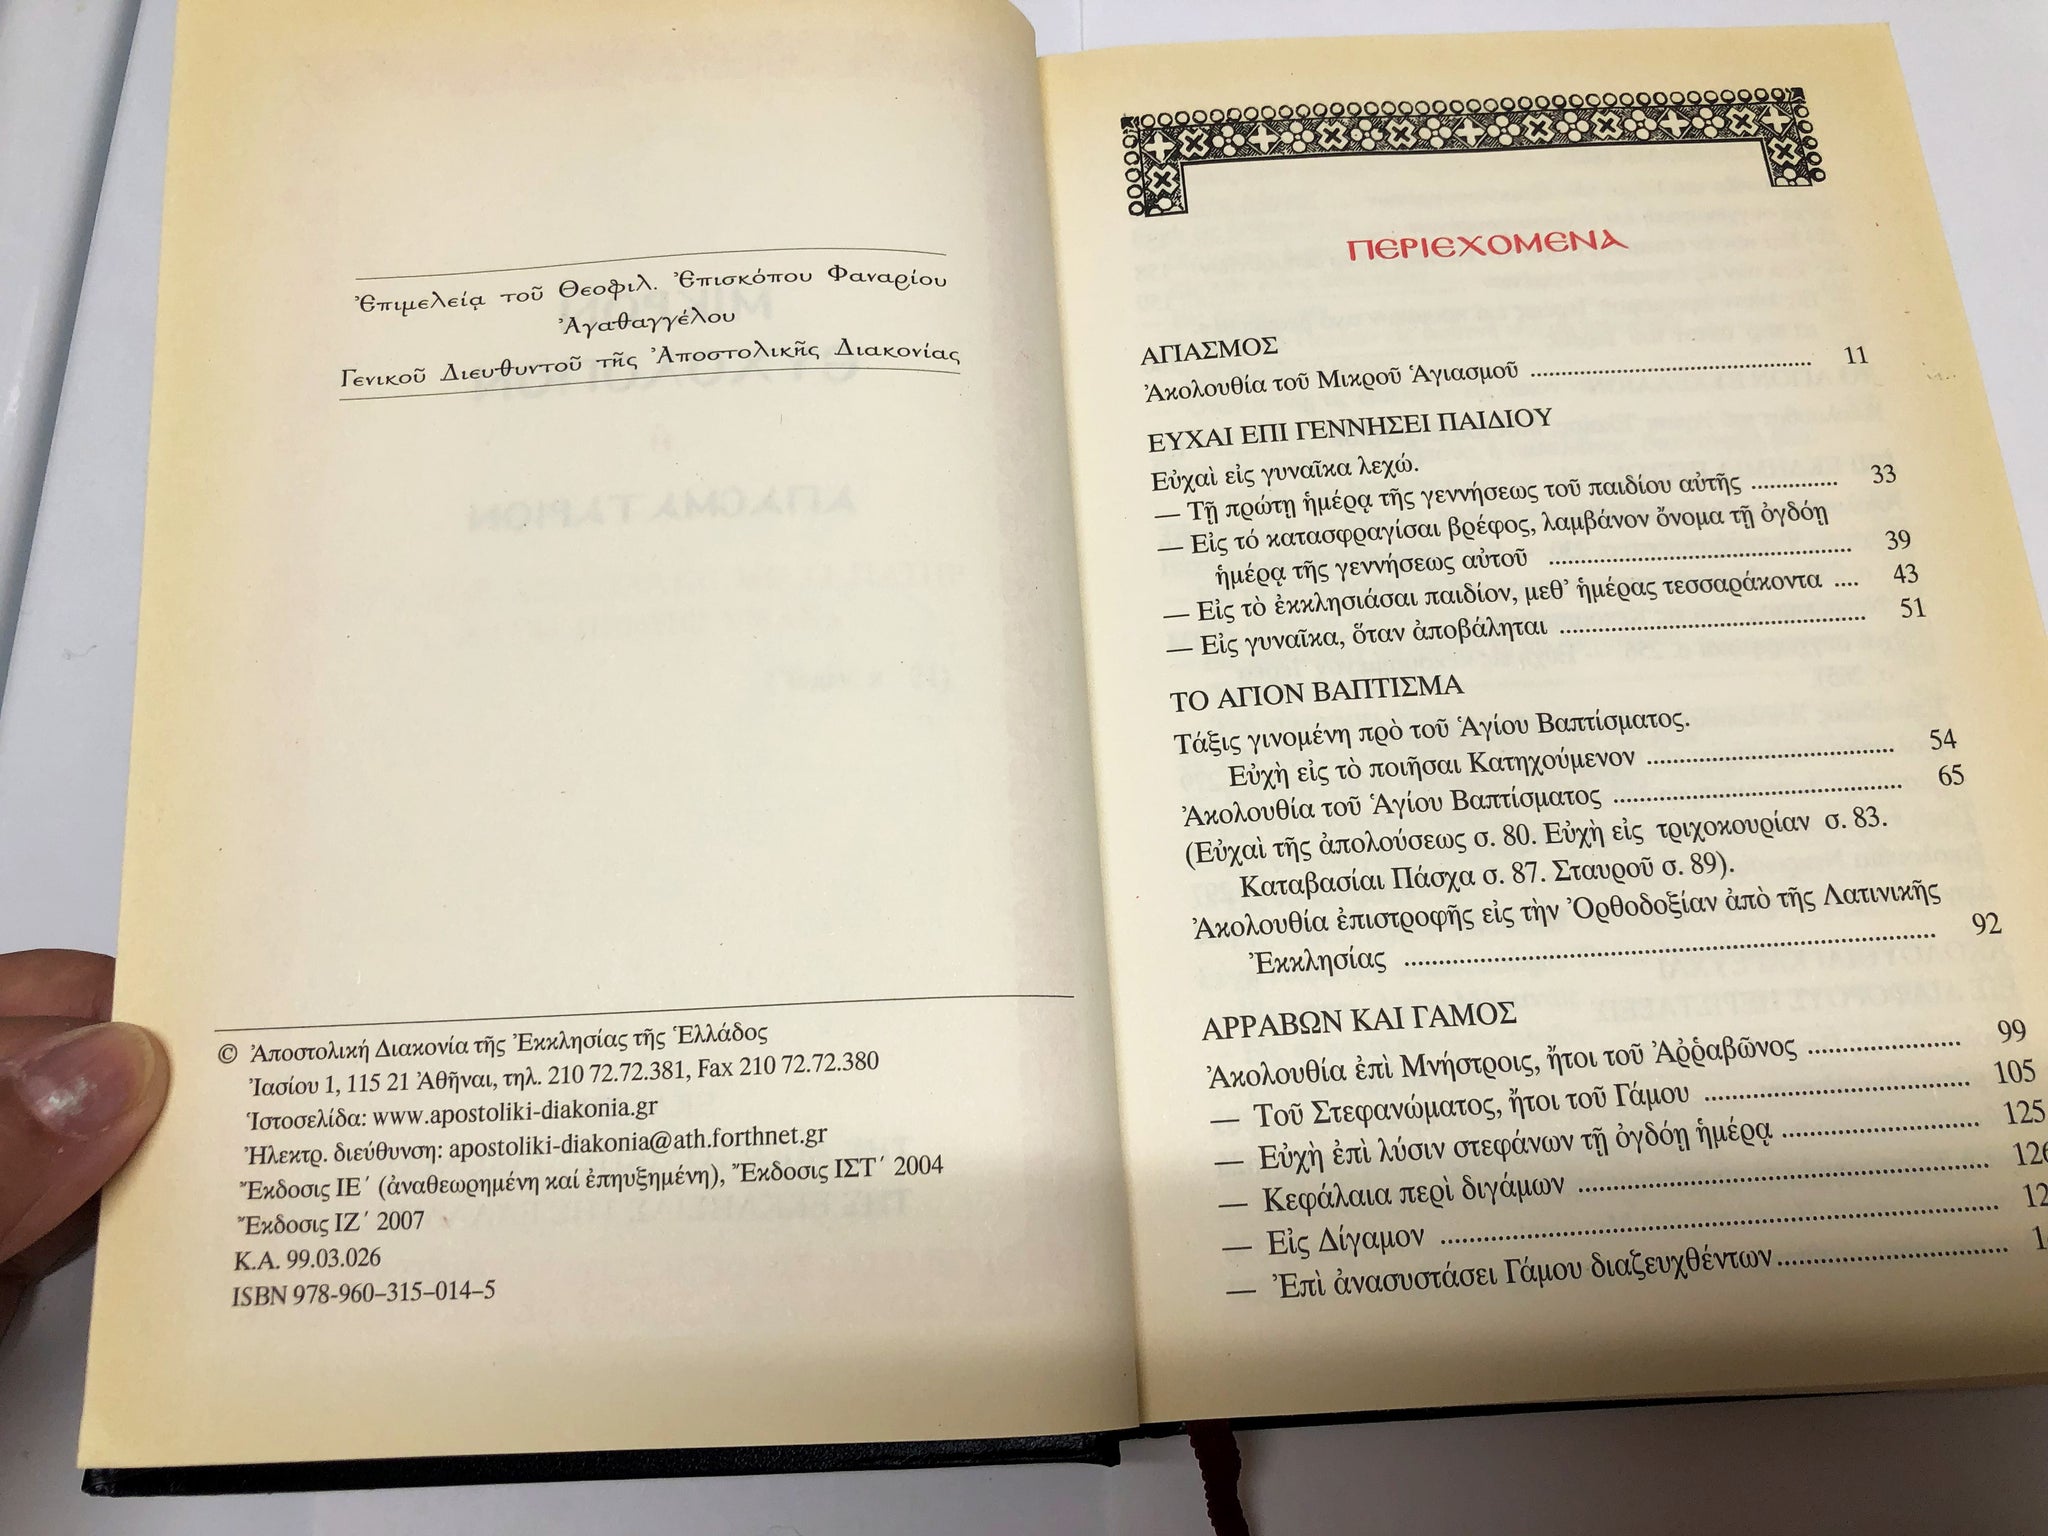 Ἐπιμελείᾳ τοῦ Θεοφιλ. Ἐπισκόπου Φαναρίου
Ἀγαθαγγέλου
Γενικοῦ Διευθυντοῦ τῆς Ἀποστολικῆς Διακονίας
© Ἀποστολική Διακονία τῆς Ἐκκλησίας τῆς Ἑλλάδος
Ἰασίου 1, 115 21 Ἀθῆναι, τηλ. 210 72.72.381, Fax 210 72.72.380
Ἱστοσελίδα: www.apostoliki-diakonia.gr
Ἠλεκτρ. διεύθυνση: apostoliki-diakonia@ath.forthnet.gr
Ἔκδοσις ΙΕ΄ (ἀναθεωρημένη καί ἐπηυξημένη), Ἔκδοσις ΙΣΤ΄ 2004
Ἔκδοσις ΙΖ΄ 2007
Κ.Α. 99.03.026
ISBN 978-960–315–014–5
ΠΕΡΙΕΧΟΜΕΝΑ
ΑΓΙΑΣΜΟΣ
Ἀκολουθία τοῦ Μικροῦ Ἁγιασμοῦ ........................................ 11
ΕΥΧΑΙ ΕΠΙ ΓΕΝΝΗΣΕΙ ΠΑΙΔΙΟΥ
Εὐχαὶ εἰς γυναῖκα λεχώ.
— Τῇ πρώτῃ ἡμέρᾳ τῆς γεννήσεως τοῦ παιδίου αὐτῆς ............. 33
— Εἰς τό κατασφραγίσαι βρέφος, λαμβάνον ὄνομα τῇ ὀγδόῃ
ἡμέρᾳ τῆς γεννήσεως αὐτοῦ ............................................ 39
— Εἰς τὸ ἐκκλησιάσαι παιδίον, μεθ’ ἡμέρας τεσσαράκοντα .... 43
— Εἰς γυναῖκα, ὅταν ἀποβάληται ............................................ 51
ΤΟ ΑΓΙΟΝ ΒΑΠΤΙΣΜΑ
Τάξις γινομένη πρὸ τοῦ Ἁγίου Βαπτίσματος.
Εὐχὴ εἰς τὸ ποιῆσαι Κατηχούμενον ................................... 54
Ἀκολουθία τοῦ Ἁγίου Βαπτίσματος ......................................... 65
(Εὐχαὶ τῆς ἀπολούσεως σ. 80. Εὐχὴ εἰς τριχοκουρίαν σ. 83.
Καταβασίαι Πάσχα σ. 87. Σταυροῦ σ. 89).
Ἀκολουθία ἐπιστροφῆς εἰς τὴν Ὀρθοδοξίαν ἀπὸ τῆς Λατινικῆς
Ἐκκλησίας ........................................................................... 92
ΑΡΡΑΒΩΝ ΚΑΙ ΓΑΜΟΣ
Ἀκολουθία ἐπὶ Μνήστροις, ἤτοι τοῦ Ἀῤῥαβῶνος ...................... 99
— Τοῦ Στεφανώματος, ἤτοι τοῦ Γάμου ..................................... 105
— Εὐχὴ ἐπὶ λύσιν στεφάνων τῇ ὀγδόῃ ἡμέρᾳ ............................ 125
— Κεφάλαια περὶ διγάμων ......................................................... 126
— Εἰς Δίγαμον ..............................................................................
— Ἐπὶ ἀνασυστάσει Γάμου διαζευχθέντων................................